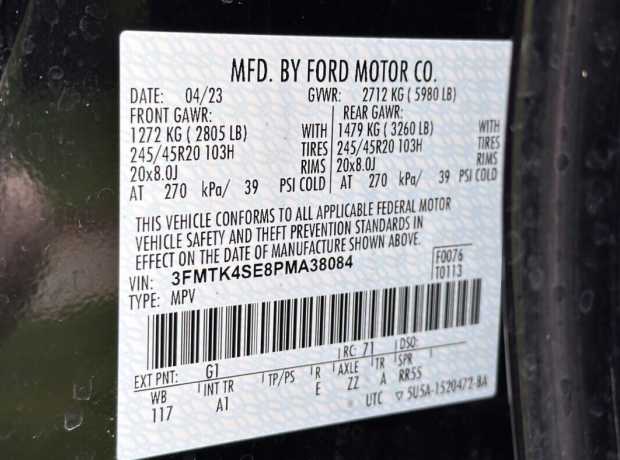 MFD. BY FORD MOTOR CO.
DATE: 04/23 GVWR: 2712 KG ( 5980 LB)
FRONT GAWR: REAR GAWR:
1272 KG ( 2805 LB) WITH 1479 KG ( 3260 LB) WITH
245/45R20 103H TIRES 245/45R20 103H TIRES
20x8.0J RIMS 20x8.0J RIMS
AT 270 kPa/ 39 PSI COLD AT 270 kPa/ 39 PSI COLD
THIS VEHICLE CONFORMS TO ALL APPLICABLE FEDERAL MOTOR
VEHICLE SAFETY AND THEFT PREVENTION STANDARDS IN
EFFECT ON THE DATE OF MANUFACTURE SHOWN ABOVE.
VIN: 3FMTK4SE8PMA38084 F0076
TYPE: MPV T0113
EXT PNT: G1 RC: 71 DSO:
WB INT TR TP/PS R AXLE TR SPR
117 A1 E ZZ A RR55
UTC ▽ 5U5A-1520472-BA